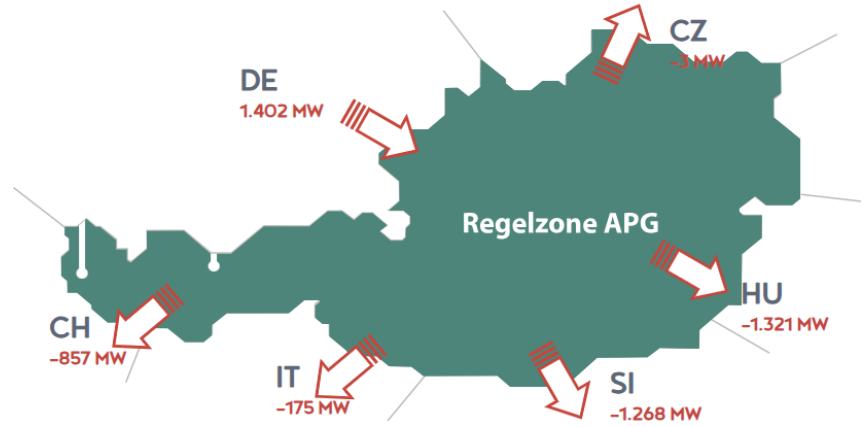 CZ
-3 MW
DE
1.402 MW
Regelzone APG
HU
-1.321 MW
CH
-857 MW
IT
-175 MW
SI
-1.268 MW